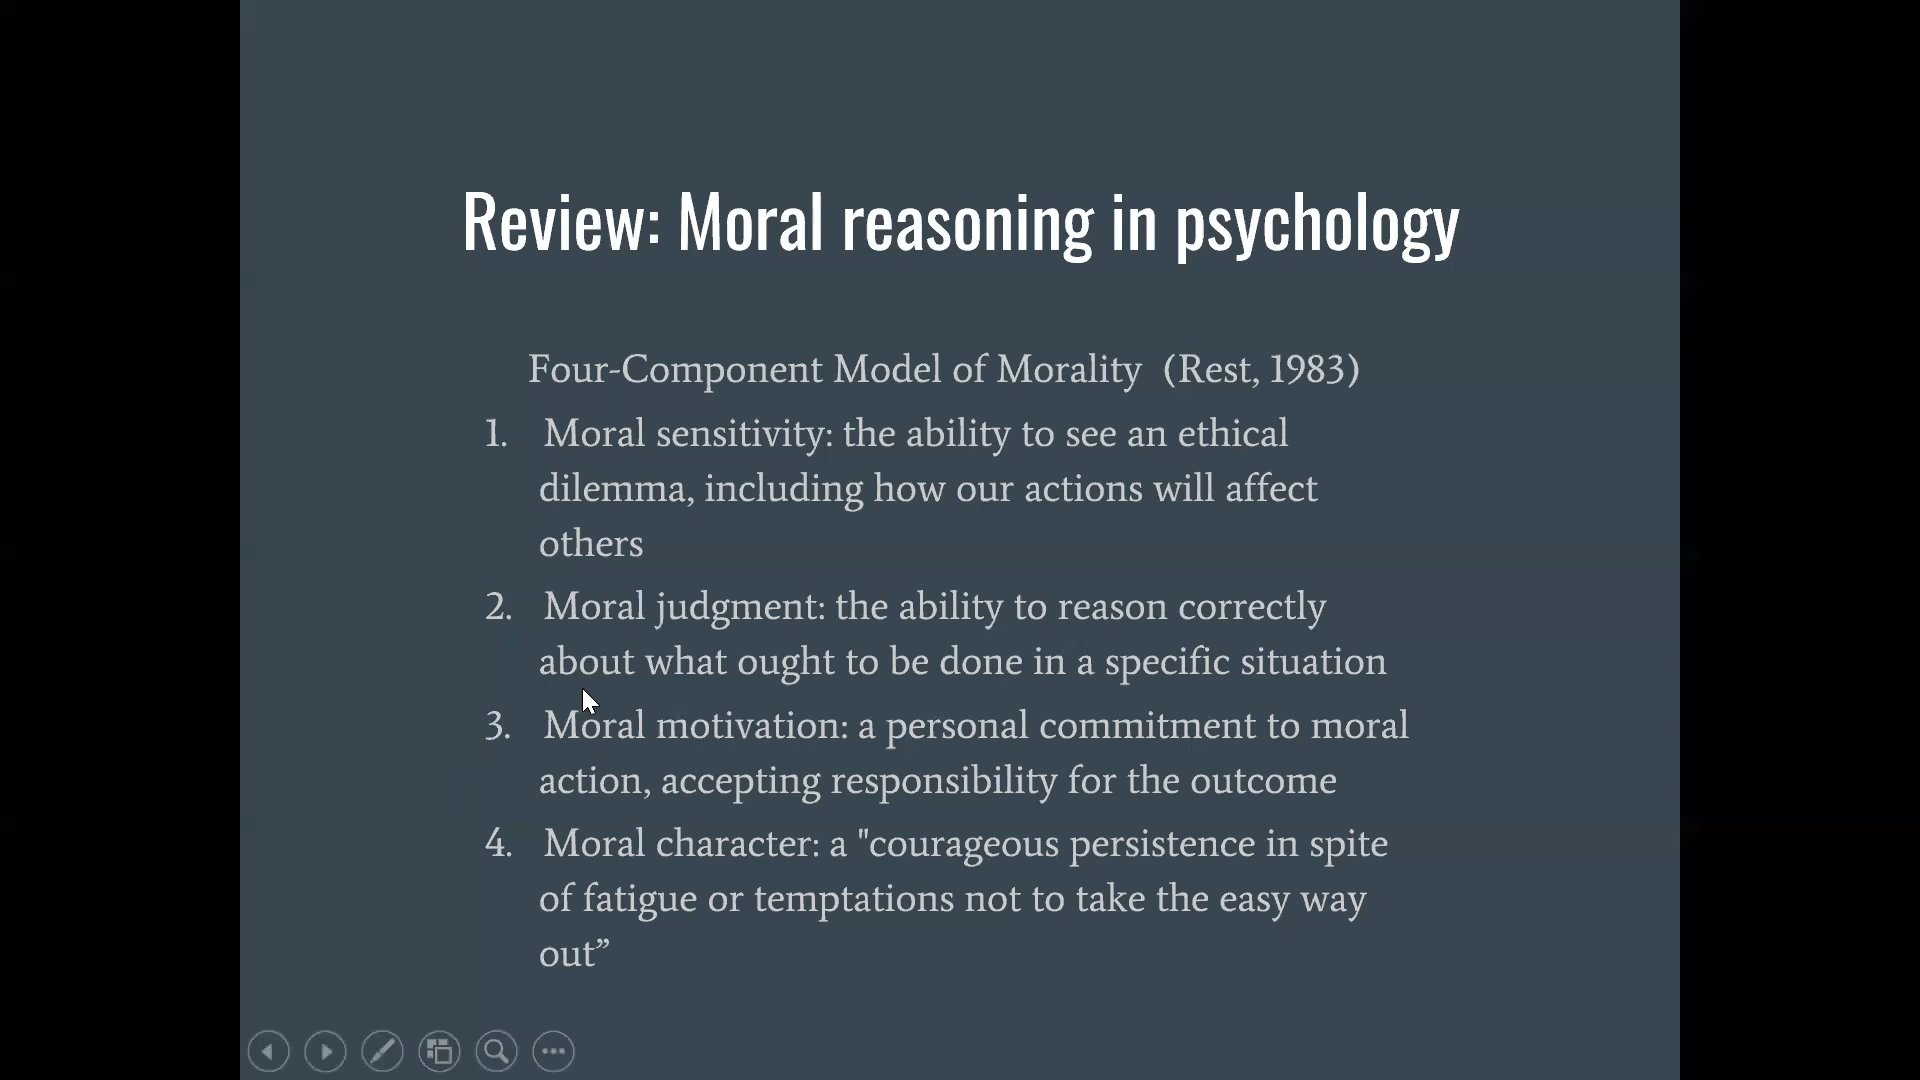 Review: Moral reasoning in psychology
Four-Component Model of Morality (Rest, 1983)
1. Moral sensitivity: the ability to see an ethical
dilemma, including how our actions will affect
others
2. Moral judgment: the ability to reason correctly
about what ought to be done in a specific situation
3. Moral motivation: a personal commitment to moral
action, accepting responsibility for the outcome
4. Moral character: a "courageous persistence in spite
of fatigue or temptations not to take the easy way
out”